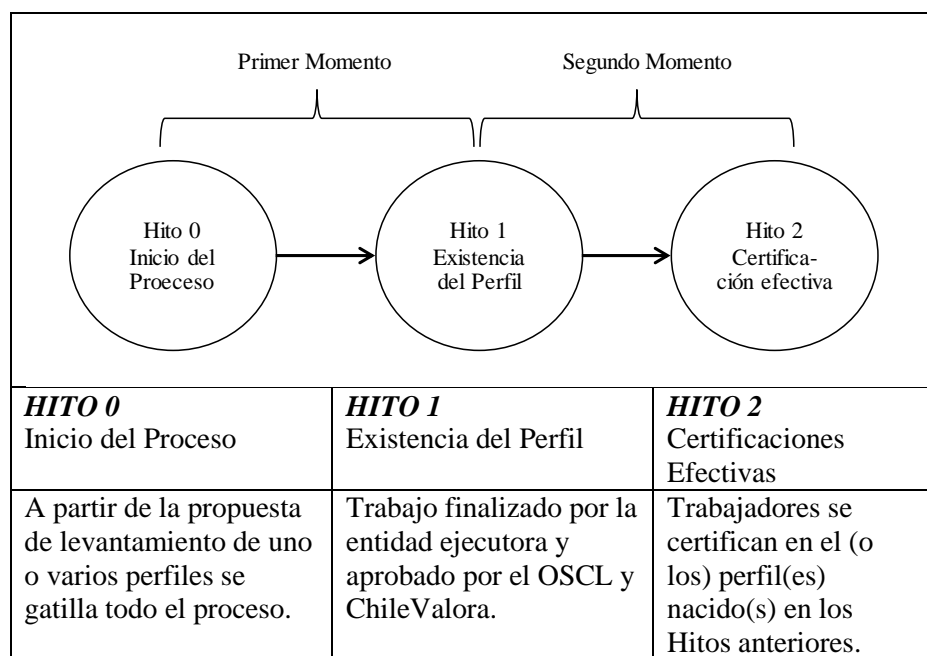 Primer Momento
Segundo Momento
Hito 0
Inicio del
Proeceso
Hito 1
Existencia
del Perfil
Hito 2
Certifica-
ción efectiva
HITO 0
Inicio del Proceso
HITO 1
Existencia del Perfil
HITO 2
Certificaciones
Efectivas
A partir de la propuesta
de levantamiento de uno
o varios perfiles se
gatilla todo el proceso.
Trabajo finalizado por la
entidad ejecutora y
aprobado por el OSCL y
ChileValora.
Trabajadores se
certifican en el (o
los) perfil(es)
nacido(s) en los
Hitos anteriores.